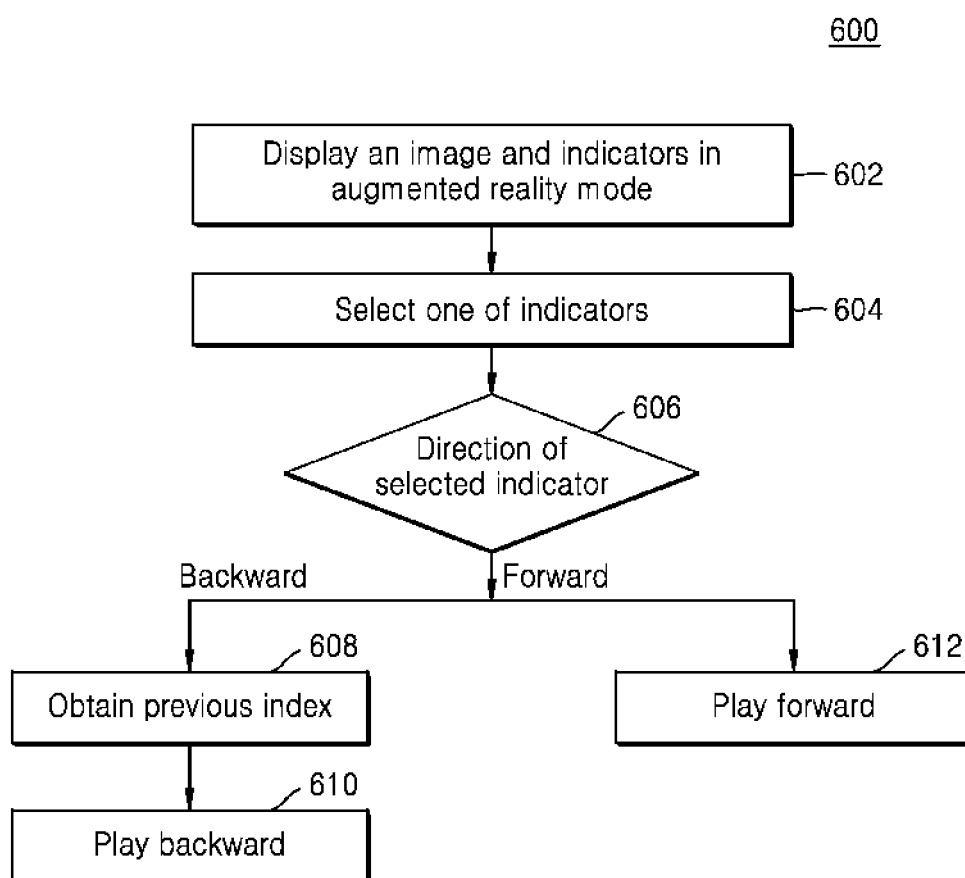 600
Display an image and indicators in
augmented reality mode
602
Select one of indicators
604
606
Direction of
selected indicator
Backward
Forward
608
612
Obtain previous index
Play forward
610
Play backward